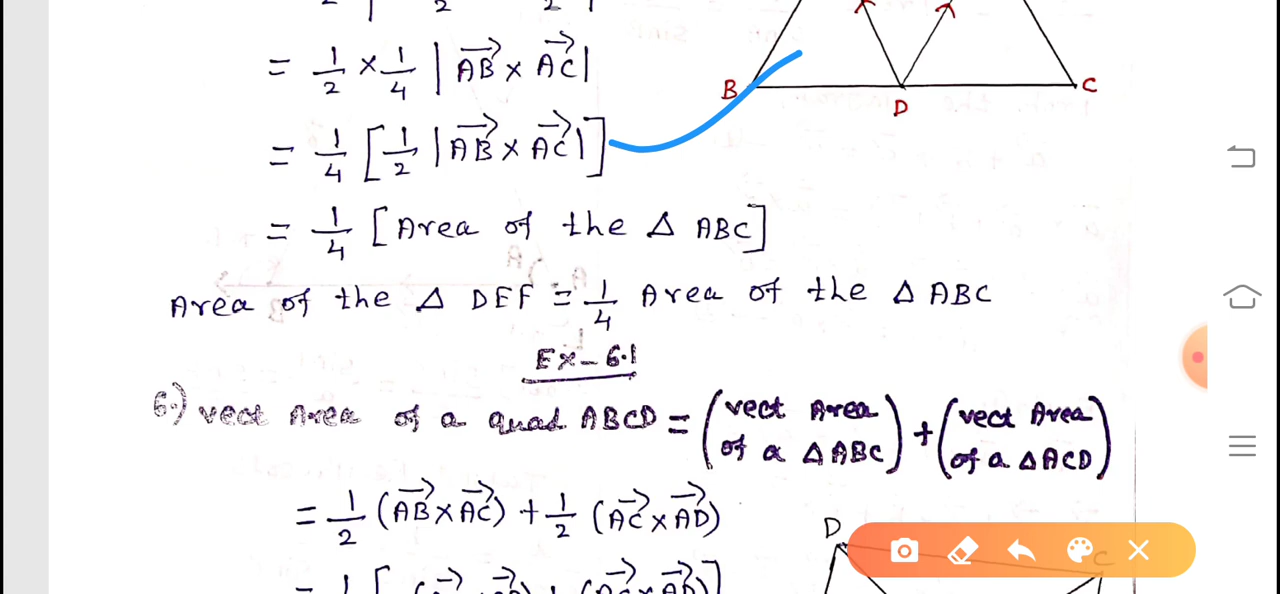 = 1/2 × 1/4 |AB⃗ × AC⃗|
B D C
= 1/4 [1/2 |AB⃗ × AC⃗|]
= 1/4 [Area of the Δ ABC]
Area of the Δ DEF = 1/4 Area of the Δ ABC
Ex-6.1
6.) vect Area of a quad ABCD = (vect Area of a ΔABC) + (vect Area of a ΔACD)
= 1/2 (AB⃗ × AC⃗) + 1/2 (AC⃗ × AD⃗)
D
C